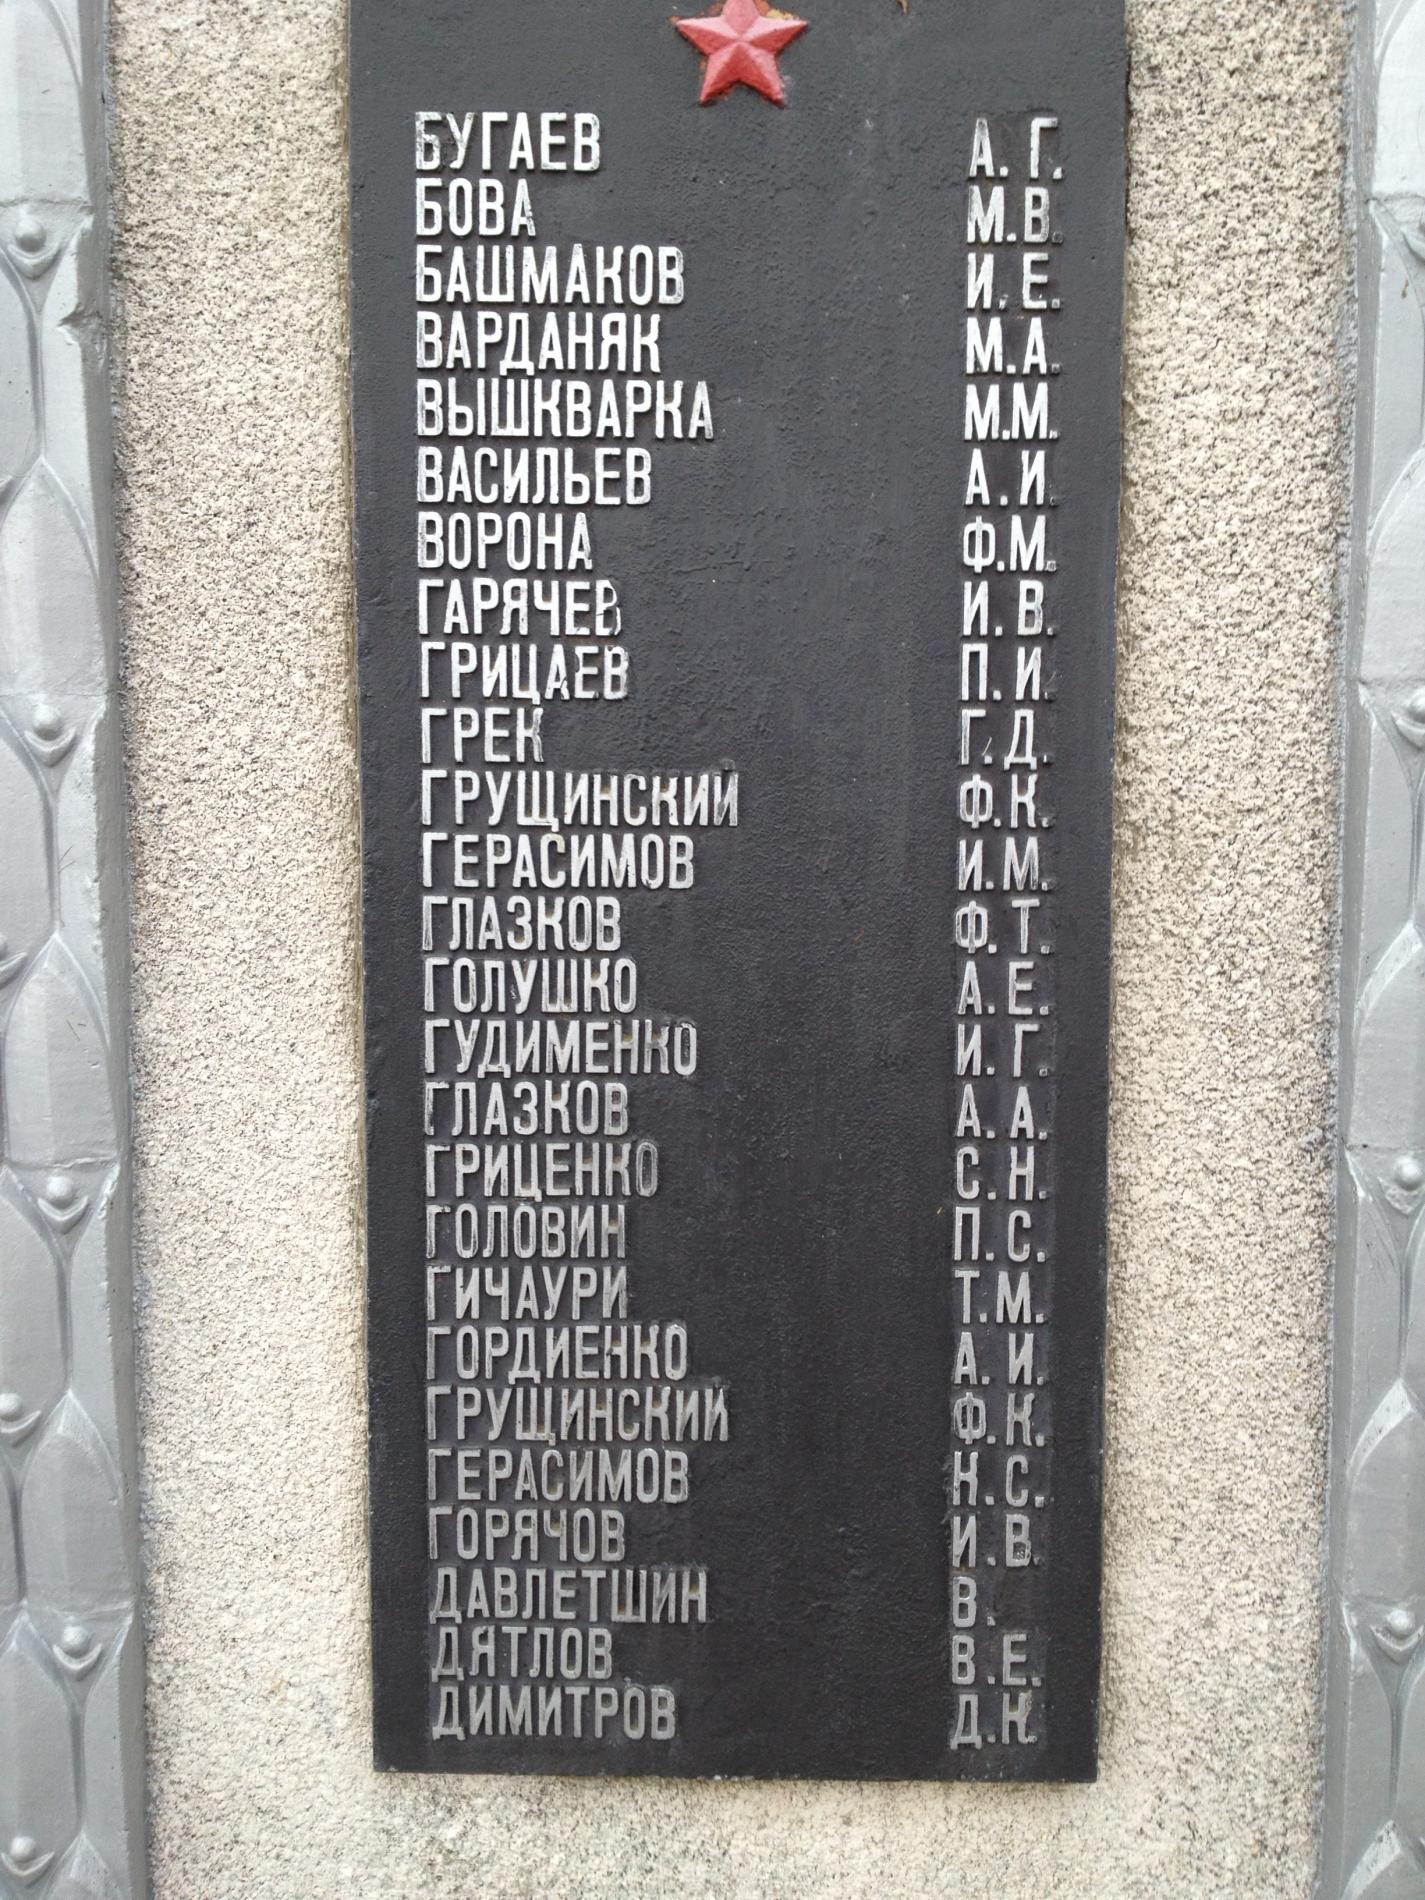 БУГАЕВ А. Г.
БОВА М.В.
БАШМАКОВ И. Е.
ВАРДАНЯК М.А.
ВЫШКВАРКА М.М.
ВАСИЛЬЕВ А. И.
ВОРОНА Ф.М.
ГАРЯЧЕВ И. В.
ГРИЦАЕВ П. И.
ГРЕК Г. Д.
ГРУЩИНСКИЙ Ф.К.
ГЕРАСИМОВ И.М.
ГЛАЗКОВ Ф. Т.
ГОЛУШКО А. Е.
ГУДИМЕНКО И. Г.
ГЛАЗКОВ А. А.
ГРИЦЕНКО С. Н.
ГОЛОВИН П. С.
ГИЧАУРИ Т.М.
ГОРДИЕНКО А. И.
ГРУЩИНСКИЙ Ф.К.
ГЕРАСИМОВ К.С.
ГОРЯЧОВ И .В.
ДАВЛЕТШИН В.
ДЯТЛОВ В .Е.
ДИМИТРОВ Д.К.